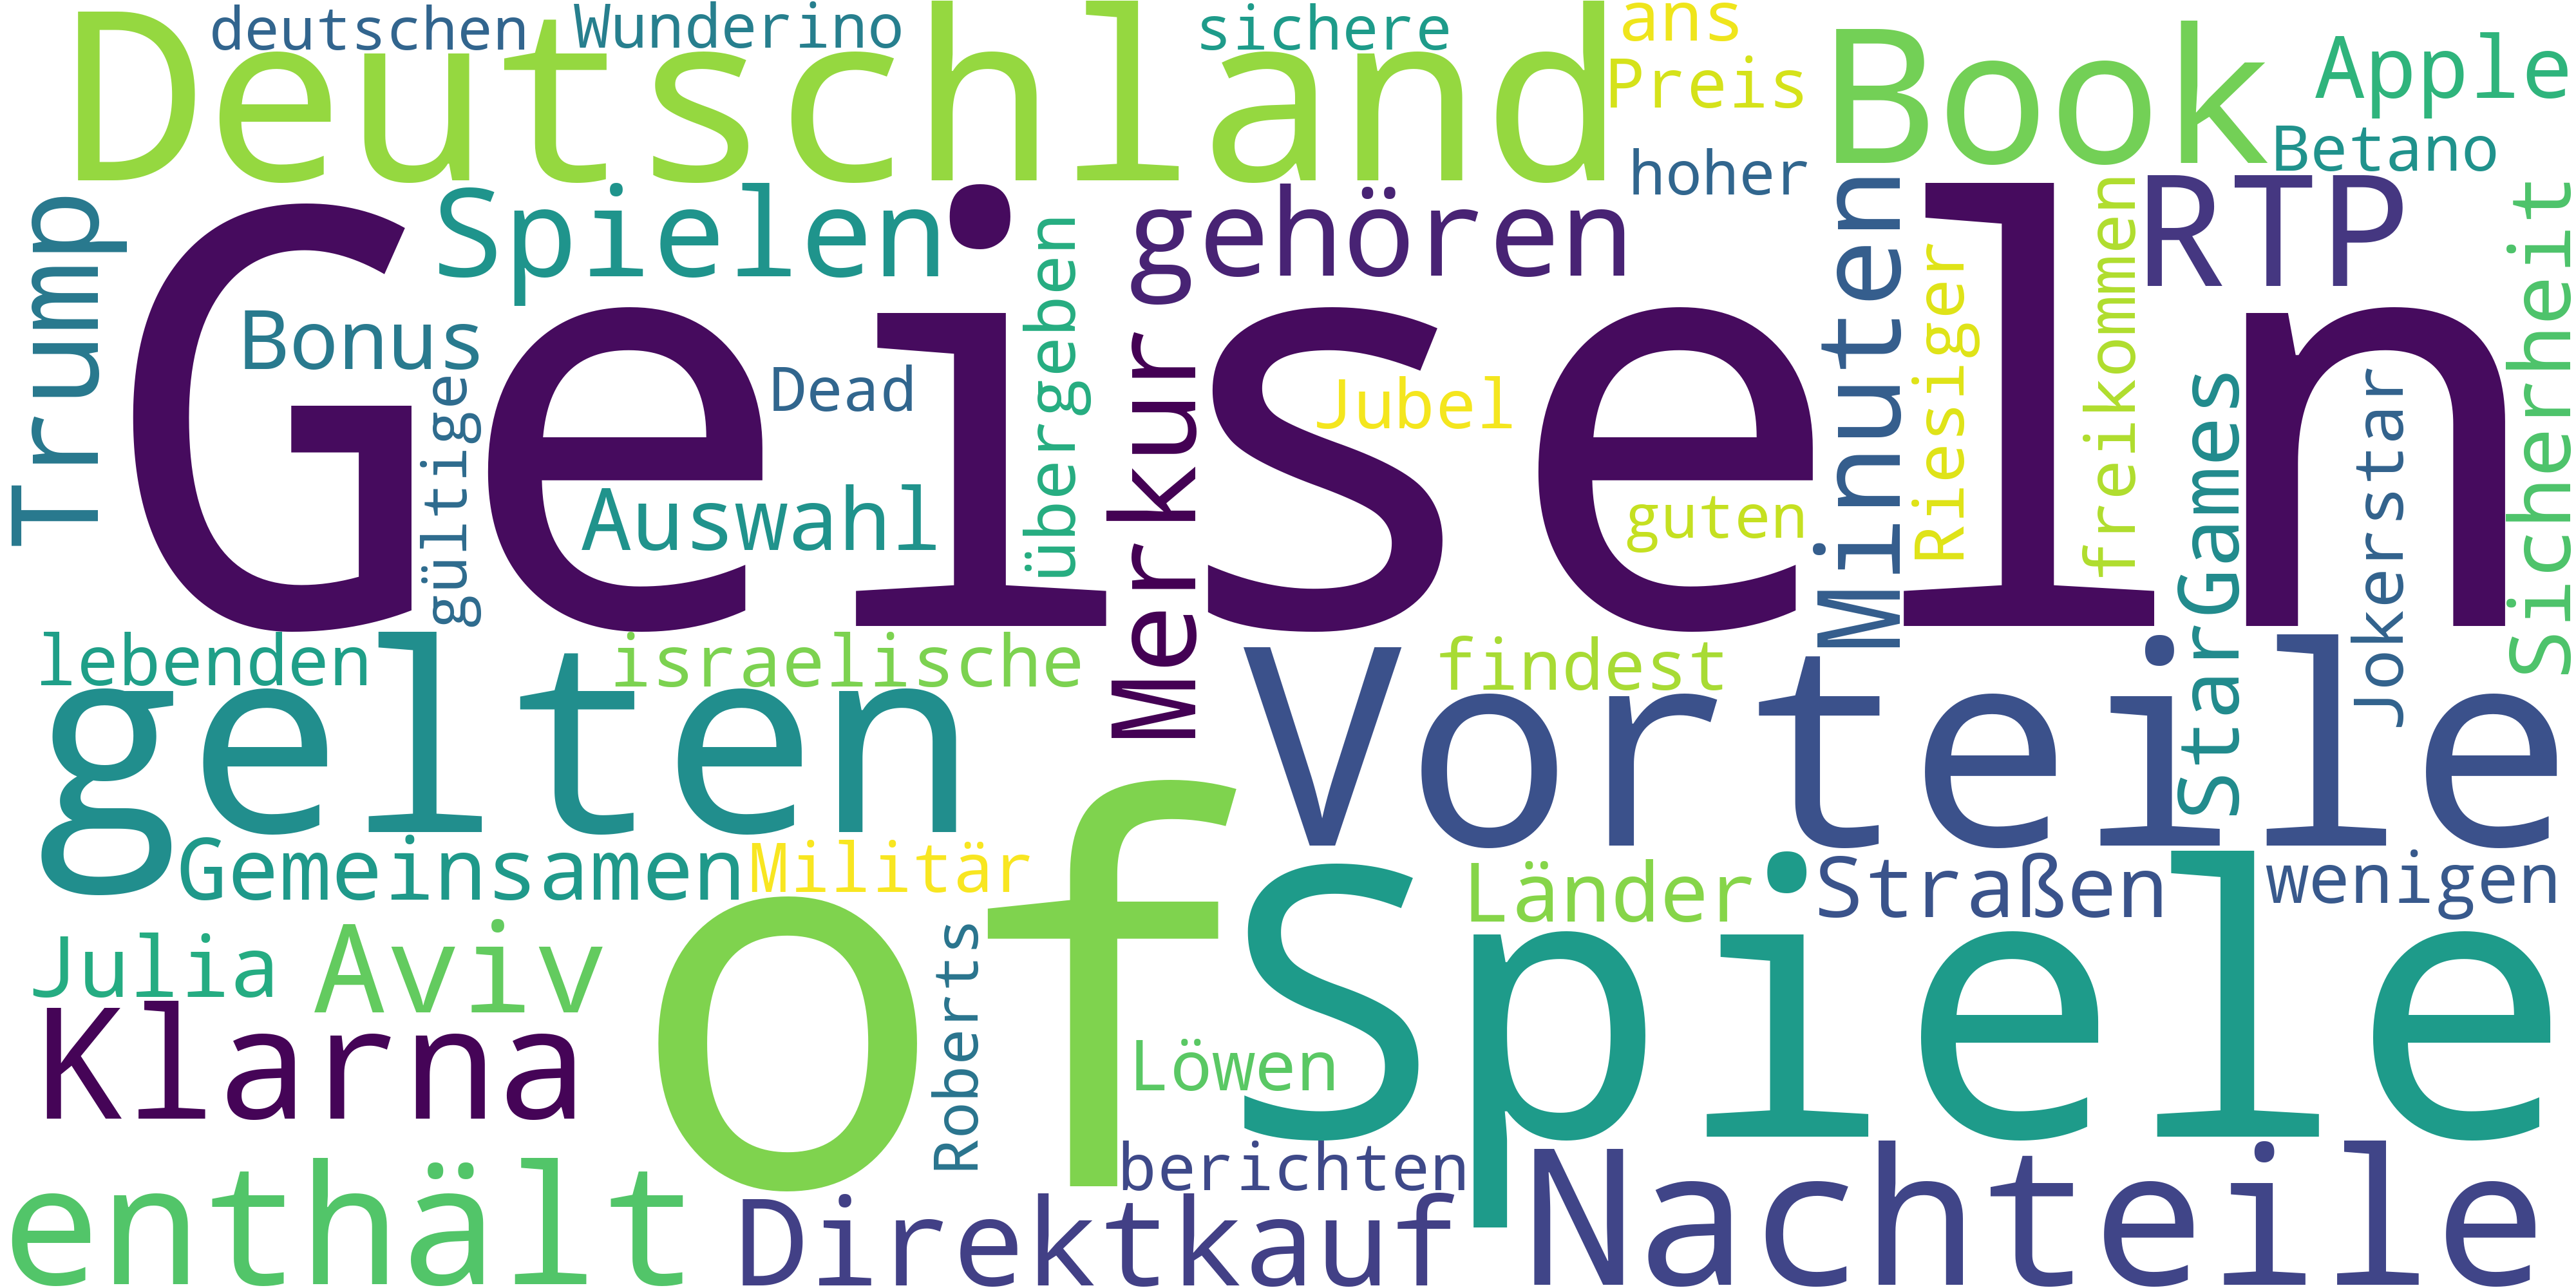 deutschen
Wunderino
sichere
ans
Deutschland
Book
Apple
Preis
Betano
hoher
Trump
Spielen
gehören
RTP
Geiseln
Bonus
gültige
Dead
Auswahl
übergeben
Merkur
Jubel
guten
Minuten
Riesiger
freikommen
StarGames
Jokerstar
Sicherheit
lebenden
israelische
findest
gelten
Vorteile
Gemeinsamen
Militär
of
Länder
Straßen
wenigen
Julia
Aviv
Spiele
Klarna
Roberts
Löwen
enthält
berichten
Direktkauf
Nachteile